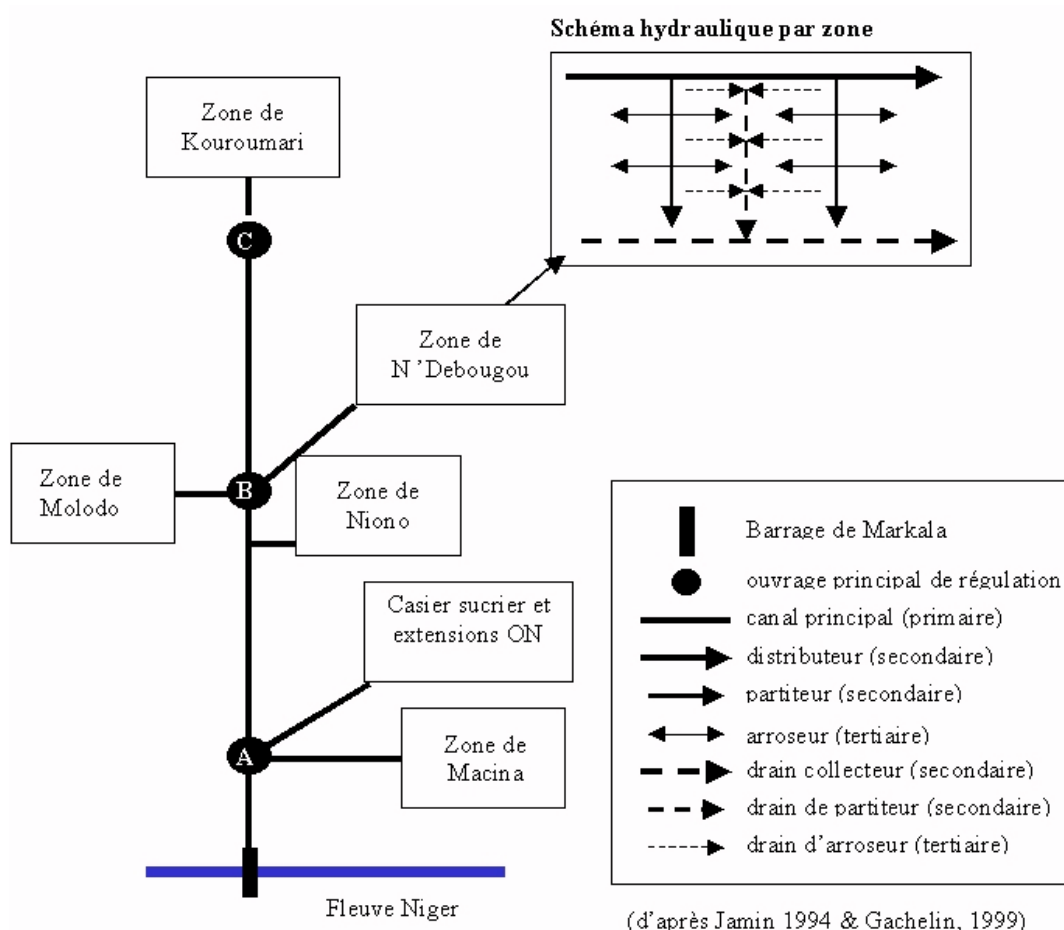 Schéma hydraulique par zone
Zone de
Kouroumari
C
Zone de
N 'Debougou
Zone de
Molodo
B
Zone de
Niono
Casier sucrier et
extensions ON
A
Zone de
Macina
Fleuve Niger
Barrage de Markala
ouvrage principal de régulation
canal principal (primaire)
distributeur (secondaire)
partiteur (secondaire)
arroseur (tertiaire)
drain collecteur (secondaire)
drain de partiteur (secondaire)
drain d'arroseur (tertiaire)
(d'après Jamin 1994 & Gachelin, 1999)